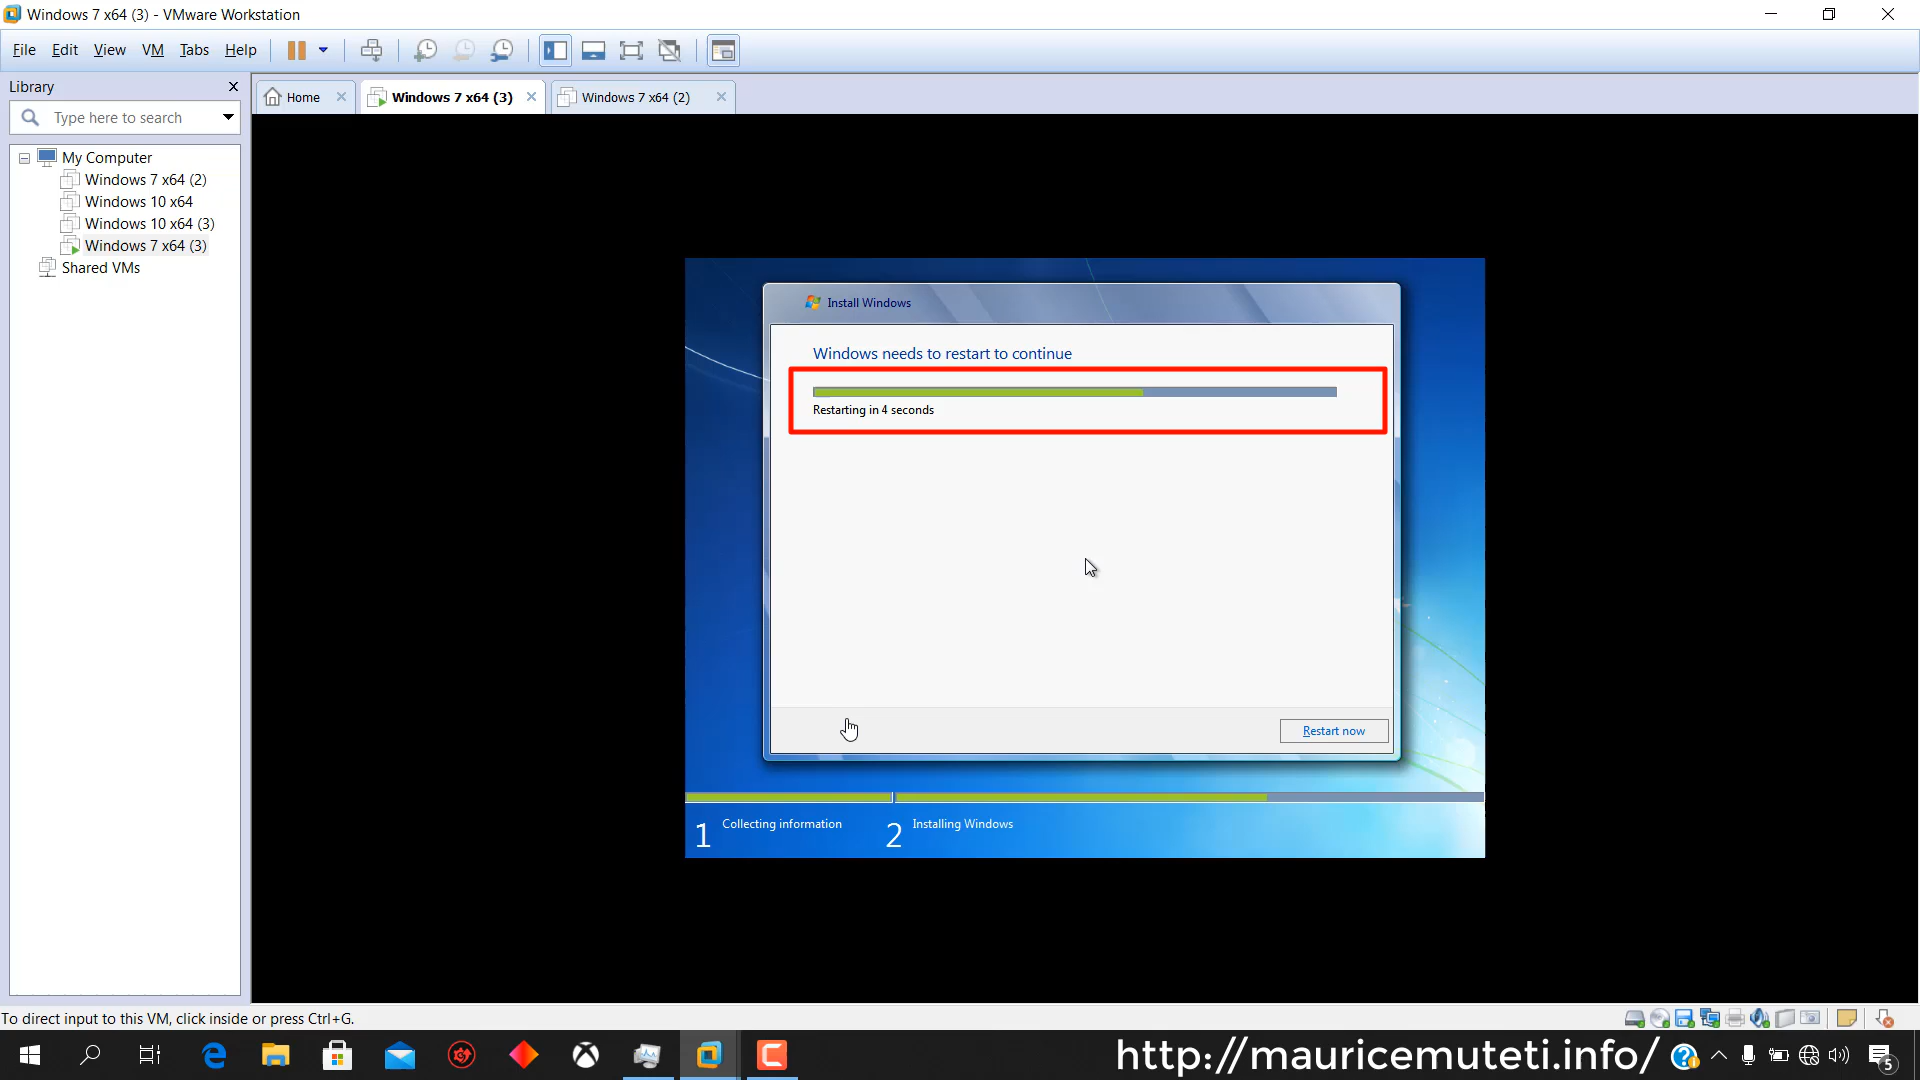 Windows 7 x64 (3) - VMware Workstation
File Edit View VM Tabs Help
Library
Type here to search
Home
Windows 7 x64 (3)
Windows 7 x64 (2)
My Computer
Windows 7 x64 (2)
Windows 10 x64
Windows 10 x64 (3)
Windows 7 x64 (3)
Shared VMs
Install Windows
Windows needs to restart to continue
Restarting in 4 seconds
Restart now
1 Collecting information
2 Installing Windows
To direct input to this VM, click inside or press Ctrl+G.
http://mauricemuteti.info/
5